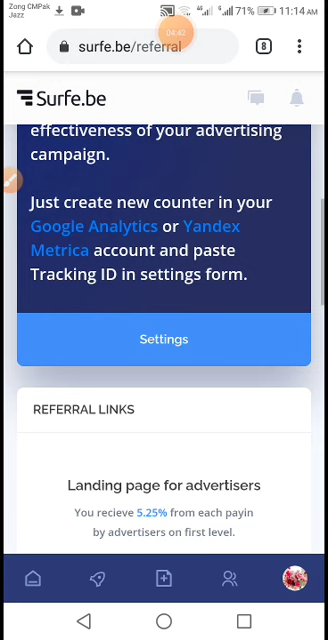 Zong CMPak
Jazz
04:42
71%
11:14 AM
surfe.be/referral
8
Surfe.be
effectiveness of your advertising
campaign.
Just create new counter in your
Google Analytics or Yandex
Metrica account and paste
Tracking ID in settings form.
Settings
REFERRAL LINKS
Landing page for advertisers
You recieve 5.25% from each payin
by advertisers on first level.